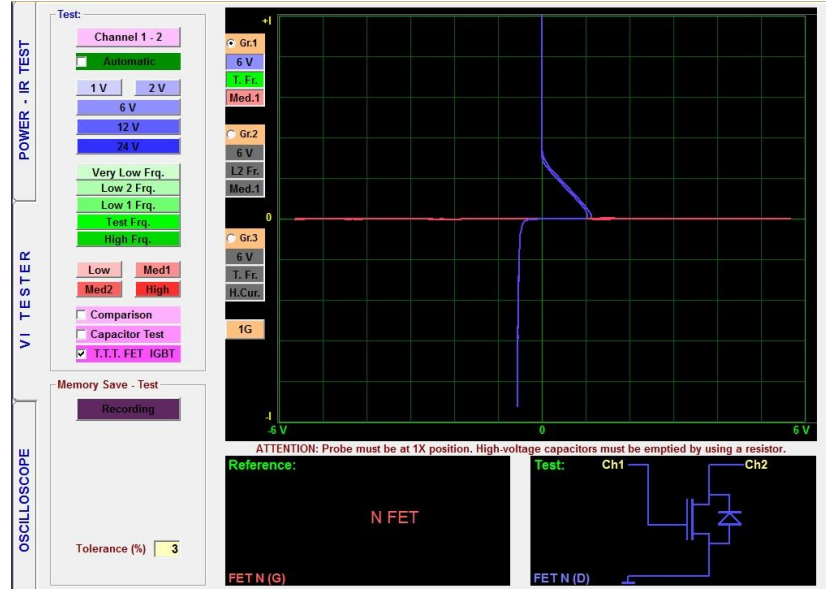 POWER - IR TEST
VI TESTER
OSCILLOSCOPE
Test:
Channel 1 - 2
Automatic
1 V
2 V
6 V
12 V
24 V
Very Low Frq.
Low 2 Frq.
Low 1 Frq.
Test Frq.
High Frq.
Low
Med1
Med2
High
Comparison
Capacitor Test
T.T.T. FET IGBT
Memory Save - Test
Recording
Tolerance (%) 3
Gr.1
6 V
T. Fr.
Med.1
Gr.2
6 V
L2 Fr.
Med.1
Gr.3
6 V
T. Fr.
H.Cur.
1G
+I
0
-I
-6 V
0
6 V
ATTENTION: Probe must be at 1X position. High-voltage capacitors must be emptied by using a resistor.
Reference:
N FET
FET N (G)
Test:
Ch1
Ch2
FET N (D)